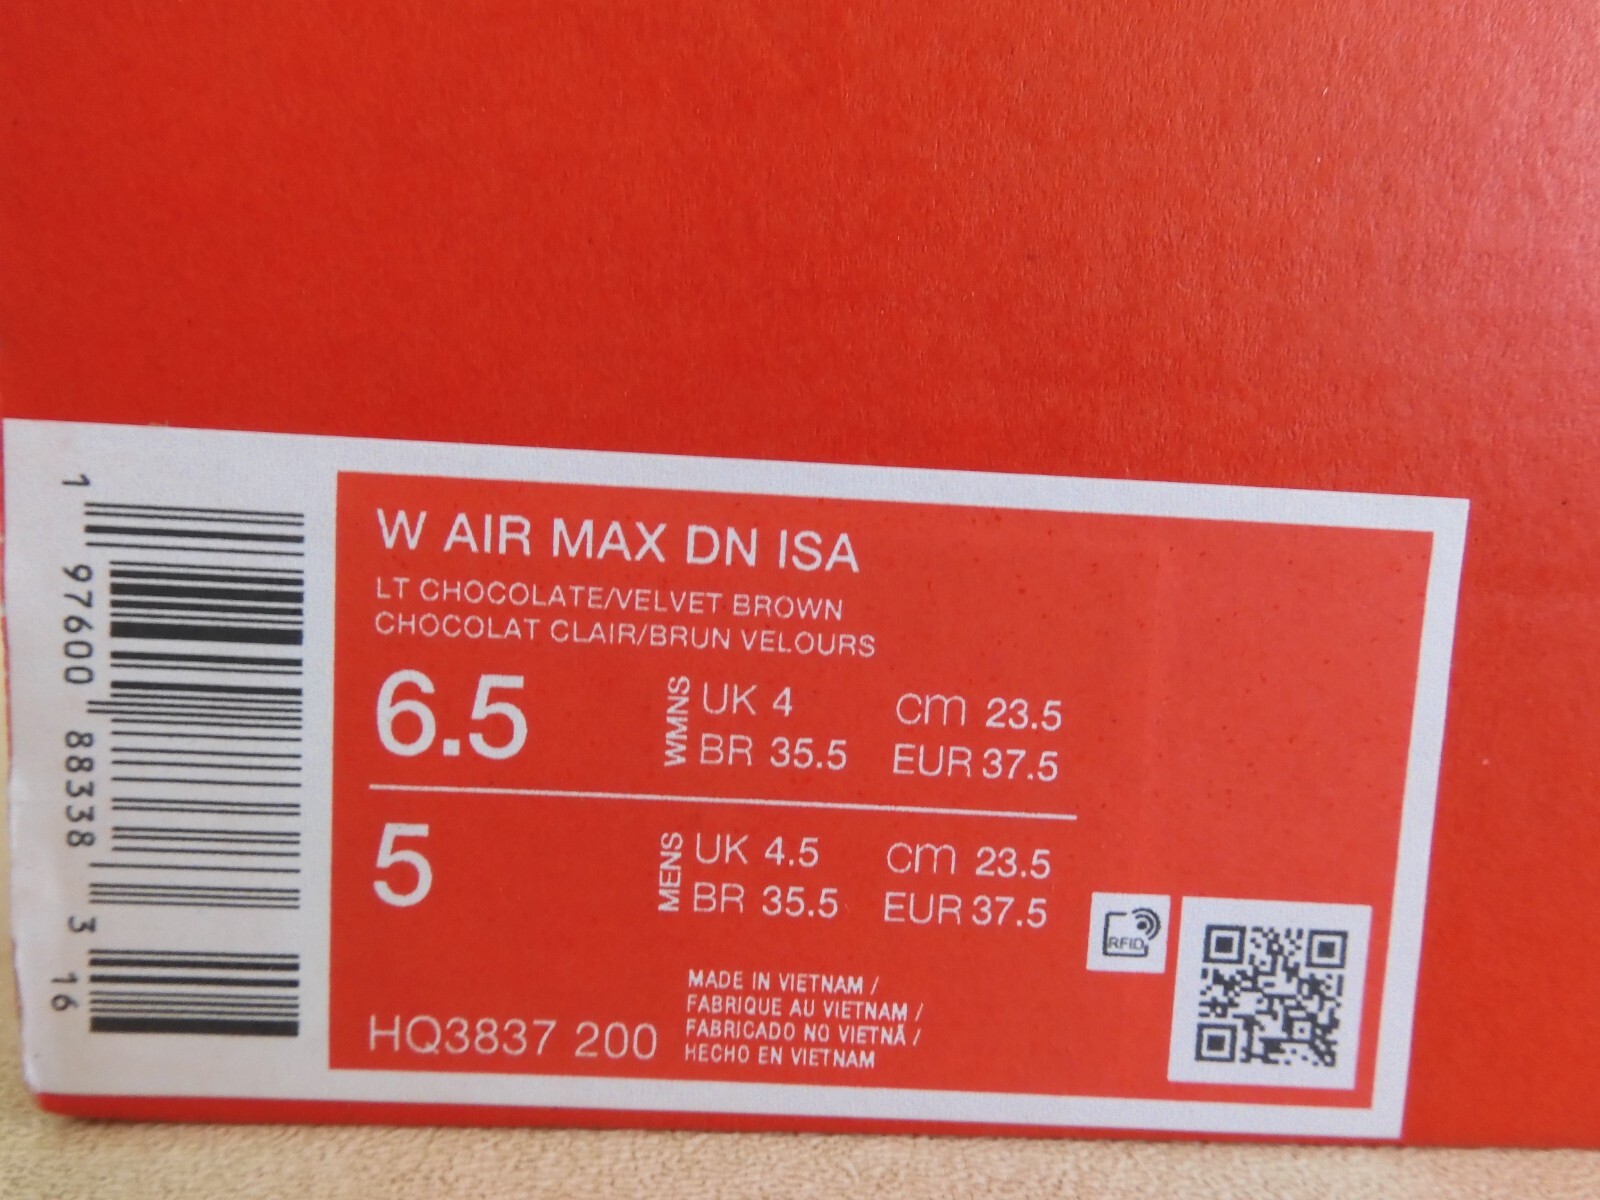 W AIR MAX DN ISA
LT CHOCOLATE/VELVET BROWN
CHOCOLAT CLAIR/BRUN VELOURS
6.5
WMNS
UK 4 cm 23.5
BR 35.5 EUR 37.5
5
MENS
UK 4.5 cm 23.5
BR 35.5 EUR 37.5
HQ3837 200
MADE IN VIETNAM /
FABRIQUE AU VIETNAM /
FABRICADO NO VIETNÃ /
HECHO EN VIETNAM
RFID
1 97600 88338 3 16